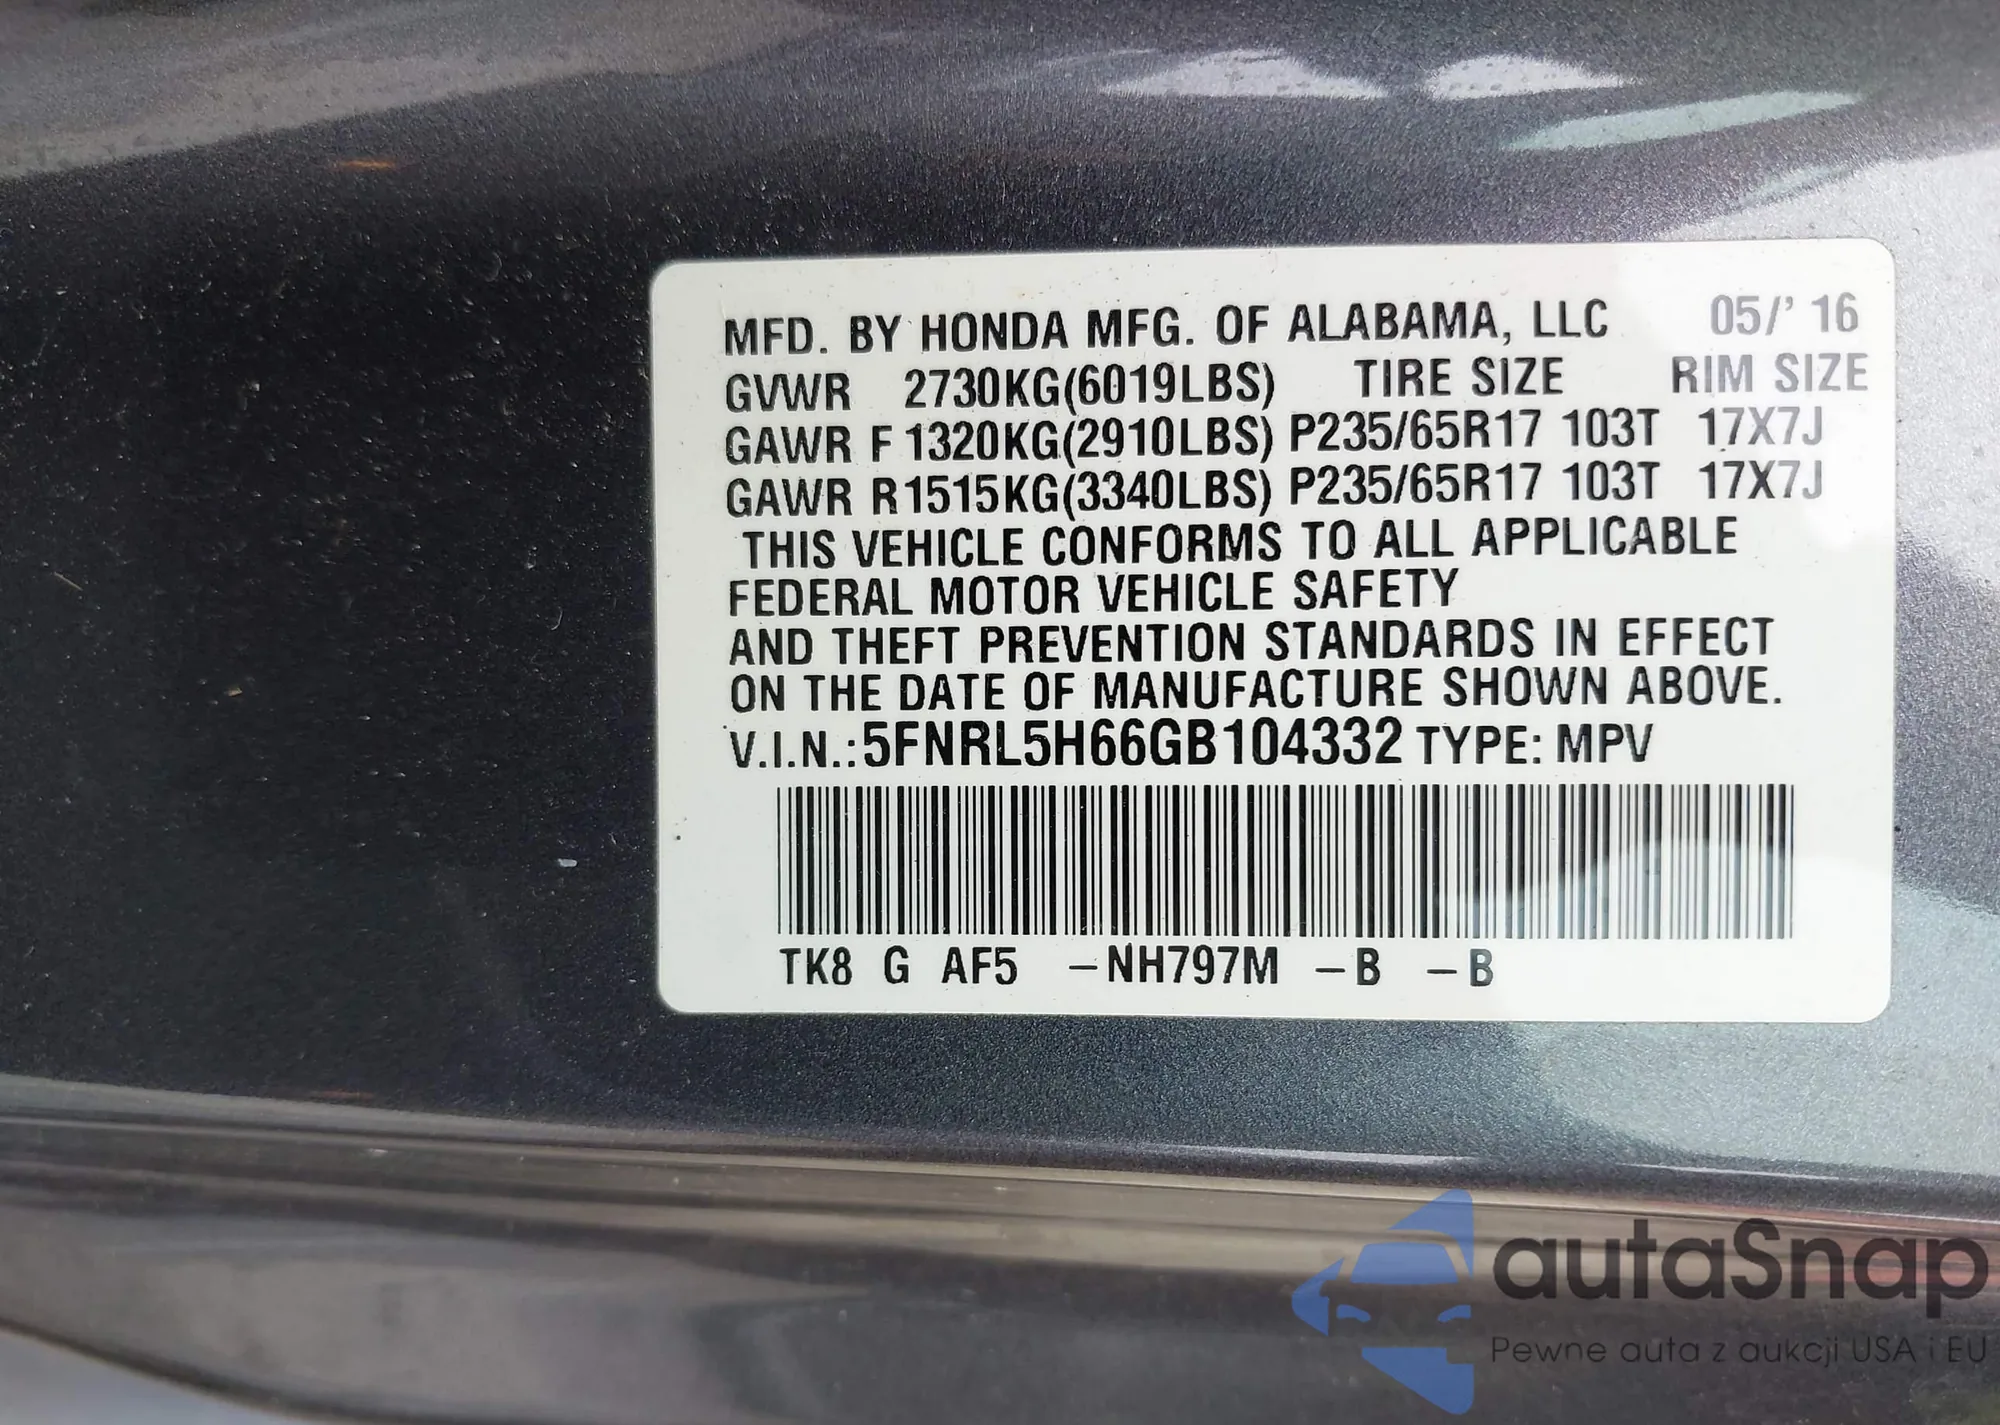 MFD. BY HONDA MFG. OF ALABAMA, LLC 05/' 16
GVWR 2730KG(6019LBS) TIRE SIZE RIM SIZE
GAWR F 1320KG(2910LBS) P235/65R17 103T 17X7J
GAWR R1515KG(3340LBS) P235/65R17 103T 17X7J
THIS VEHICLE CONFORMS TO ALL APPLICABLE
FEDERAL MOTOR VEHICLE SAFETY
AND THEFT PREVENTION STANDARDS IN EFFECT
ON THE DATE OF MANUFACTURE SHOWN ABOVE.
V.I.N.:5FNRL5H66GB104332 TYPE: MPV
TK8 G AF5 -NH797M -B -B
autaSnap
Pewne auta z aukcji USA i EU